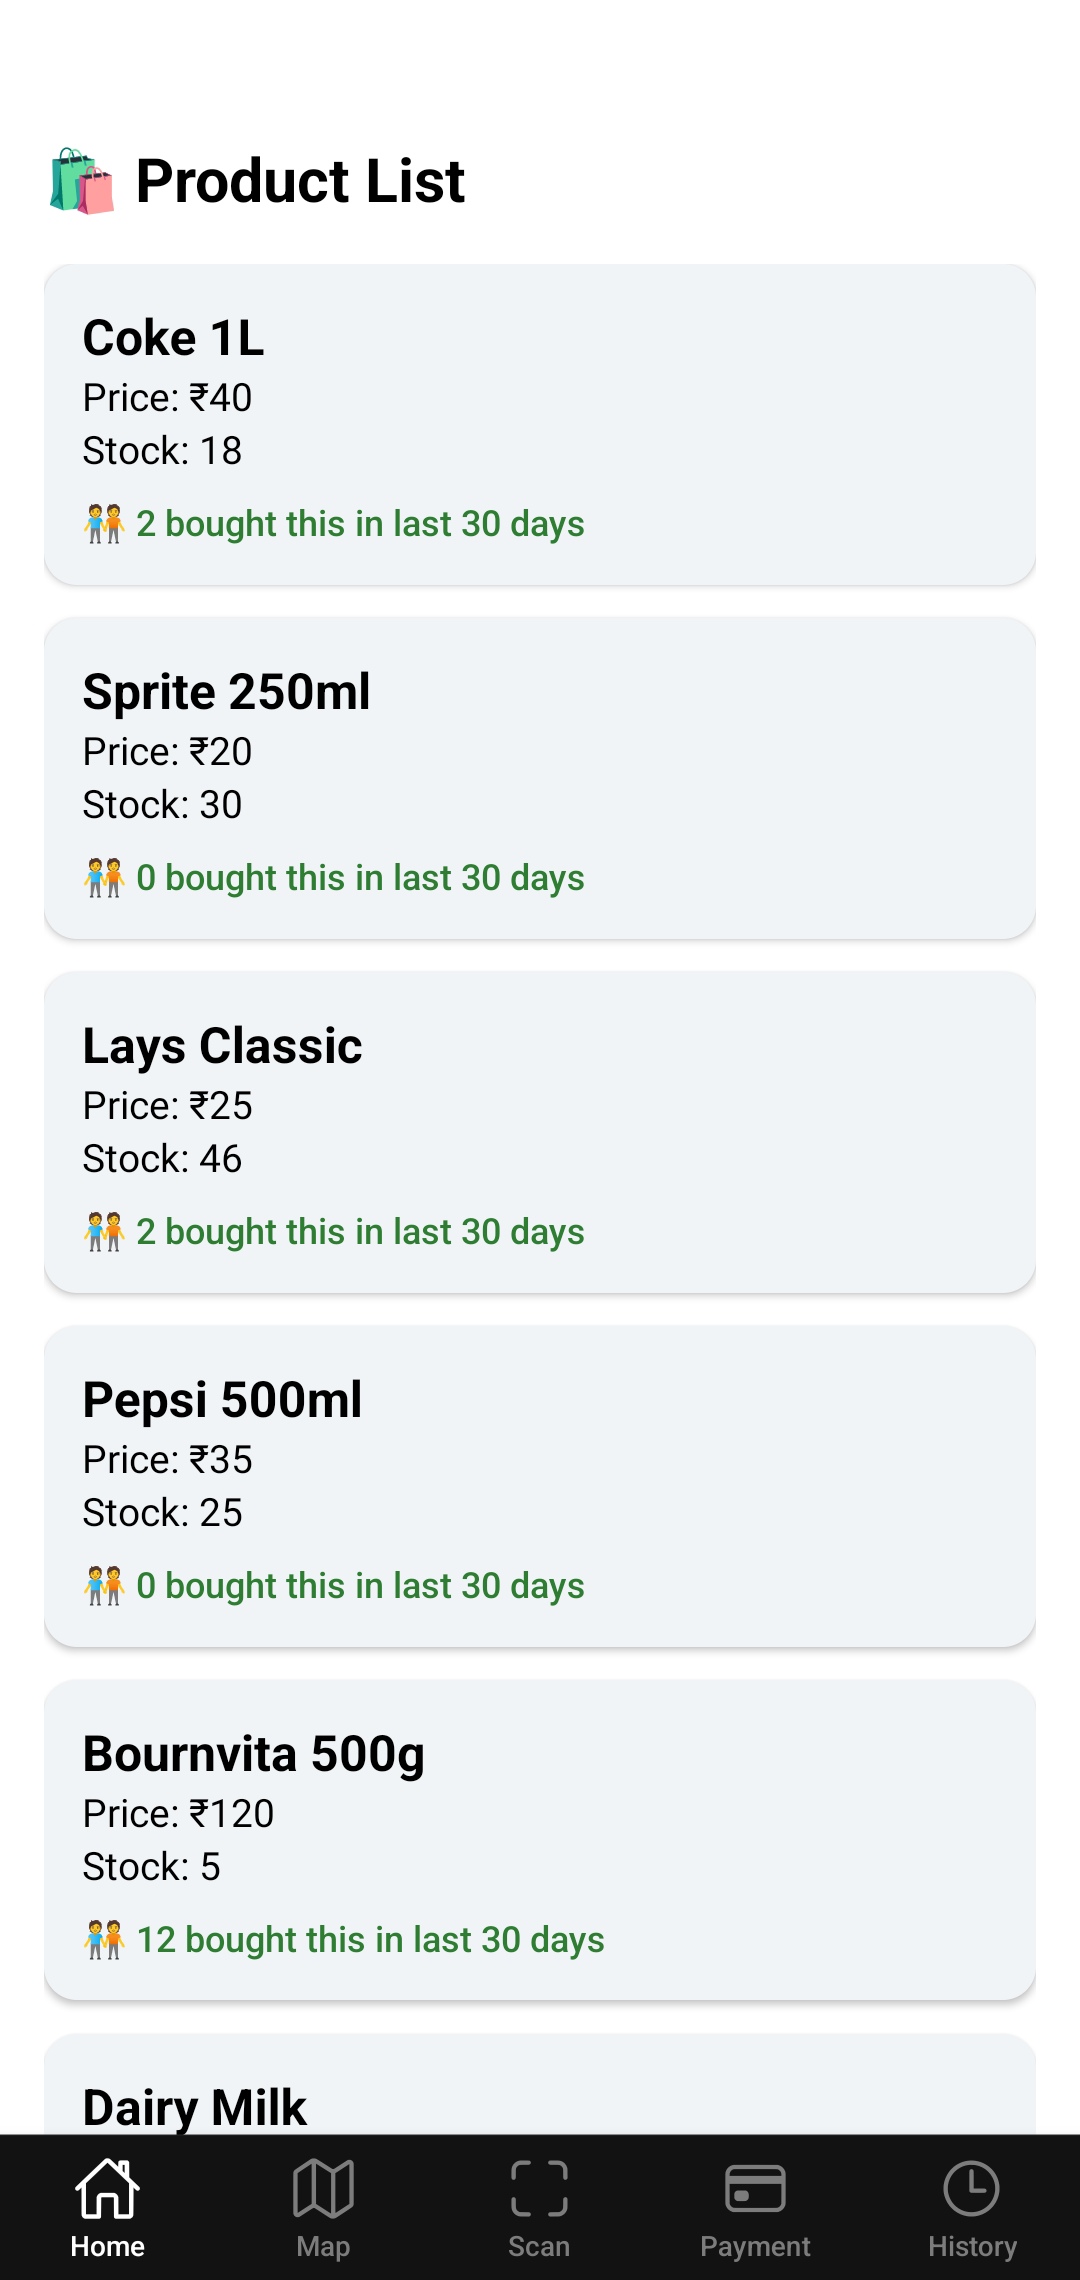 🛍️ Product List
Coke 1L
Price: ₹40
Stock: 18
🧑‍🤝‍🧑 2 bought this in last 30 days
Sprite 250ml
Price: ₹20
Stock: 30
🧑‍🤝‍🧑 0 bought this in last 30 days
Lays Classic
Price: ₹25
Stock: 46
🧑‍🤝‍🧑 2 bought this in last 30 days
Pepsi 500ml
Price: ₹35
Stock: 25
🧑‍🤝‍🧑 0 bought this in last 30 days
Bournvita 500g
Price: ₹120
Stock: 5
🧑‍🤝‍🧑 12 bought this in last 30 days
Dairy Milk
Home Map Scan Payment History